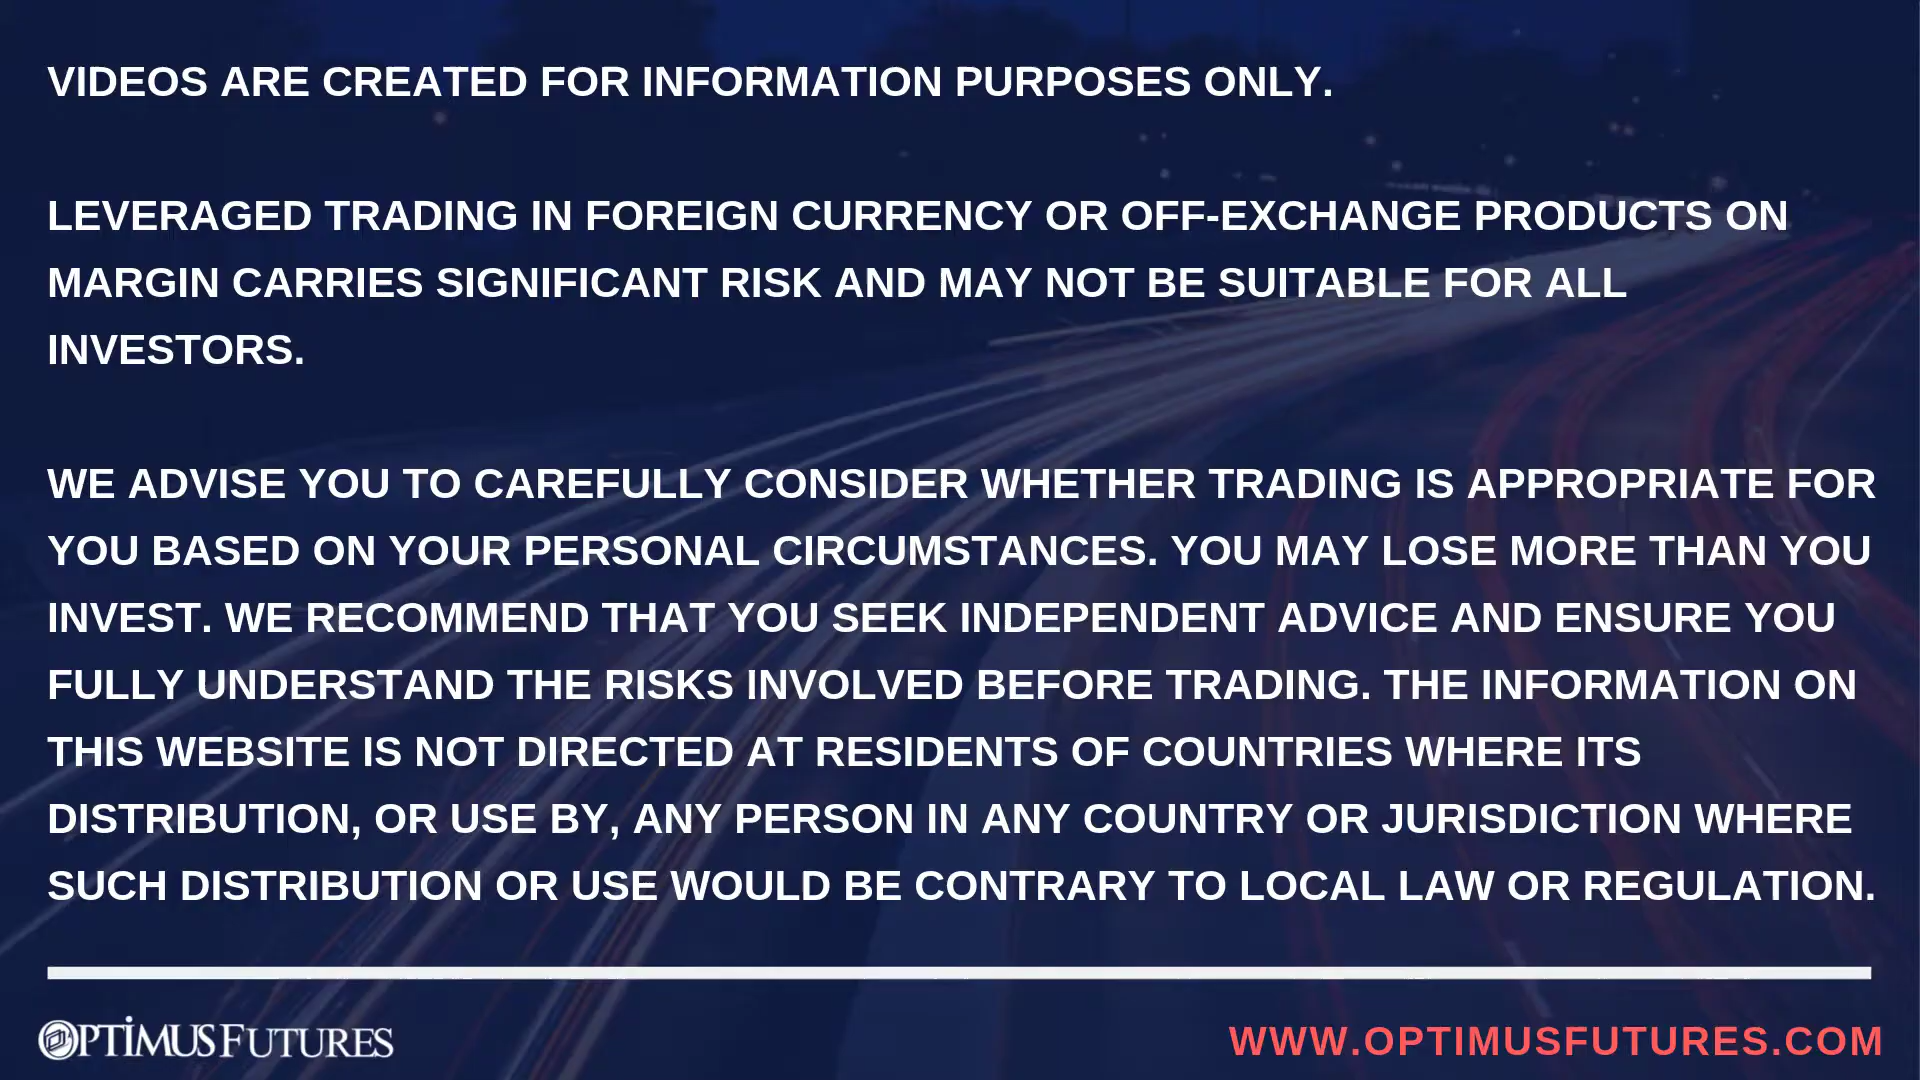 VIDEOS ARE CREATED FOR INFORMATION PURPOSES ONLY.
LEVERAGED TRADING IN FOREIGN CURRENCY OR OFF-EXCHANGE PRODUCTS ON
MARGIN CARRIES SIGNIFICANT RISK AND MAY NOT BE SUITABLE FOR ALL
INVESTORS.
WE ADVISE YOU TO CAREFULLY CONSIDER WHETHER TRADING IS APPROPRIATE FOR
YOU BASED ON YOUR PERSONAL CIRCUMSTANCES. YOU MAY LOSE MORE THAN YOU
INVEST. WE RECOMMEND THAT YOU SEEK INDEPENDENT ADVICE AND ENSURE YOU
FULLY UNDERSTAND THE RISKS INVOLVED BEFORE TRADING. THE INFORMATION ON
THIS WEBSITE IS NOT DIRECTED AT RESIDENTS OF COUNTRIES WHERE ITS
DISTRIBUTION, OR USE BY, ANY PERSON IN ANY COUNTRY OR JURISDICTION WHERE
SUCH DISTRIBUTION OR USE WOULD BE CONTRARY TO LOCAL LAW OR REGULATION.
OPTIMUS FUTURES
WWW.OPTIMUSFUTURES.COM